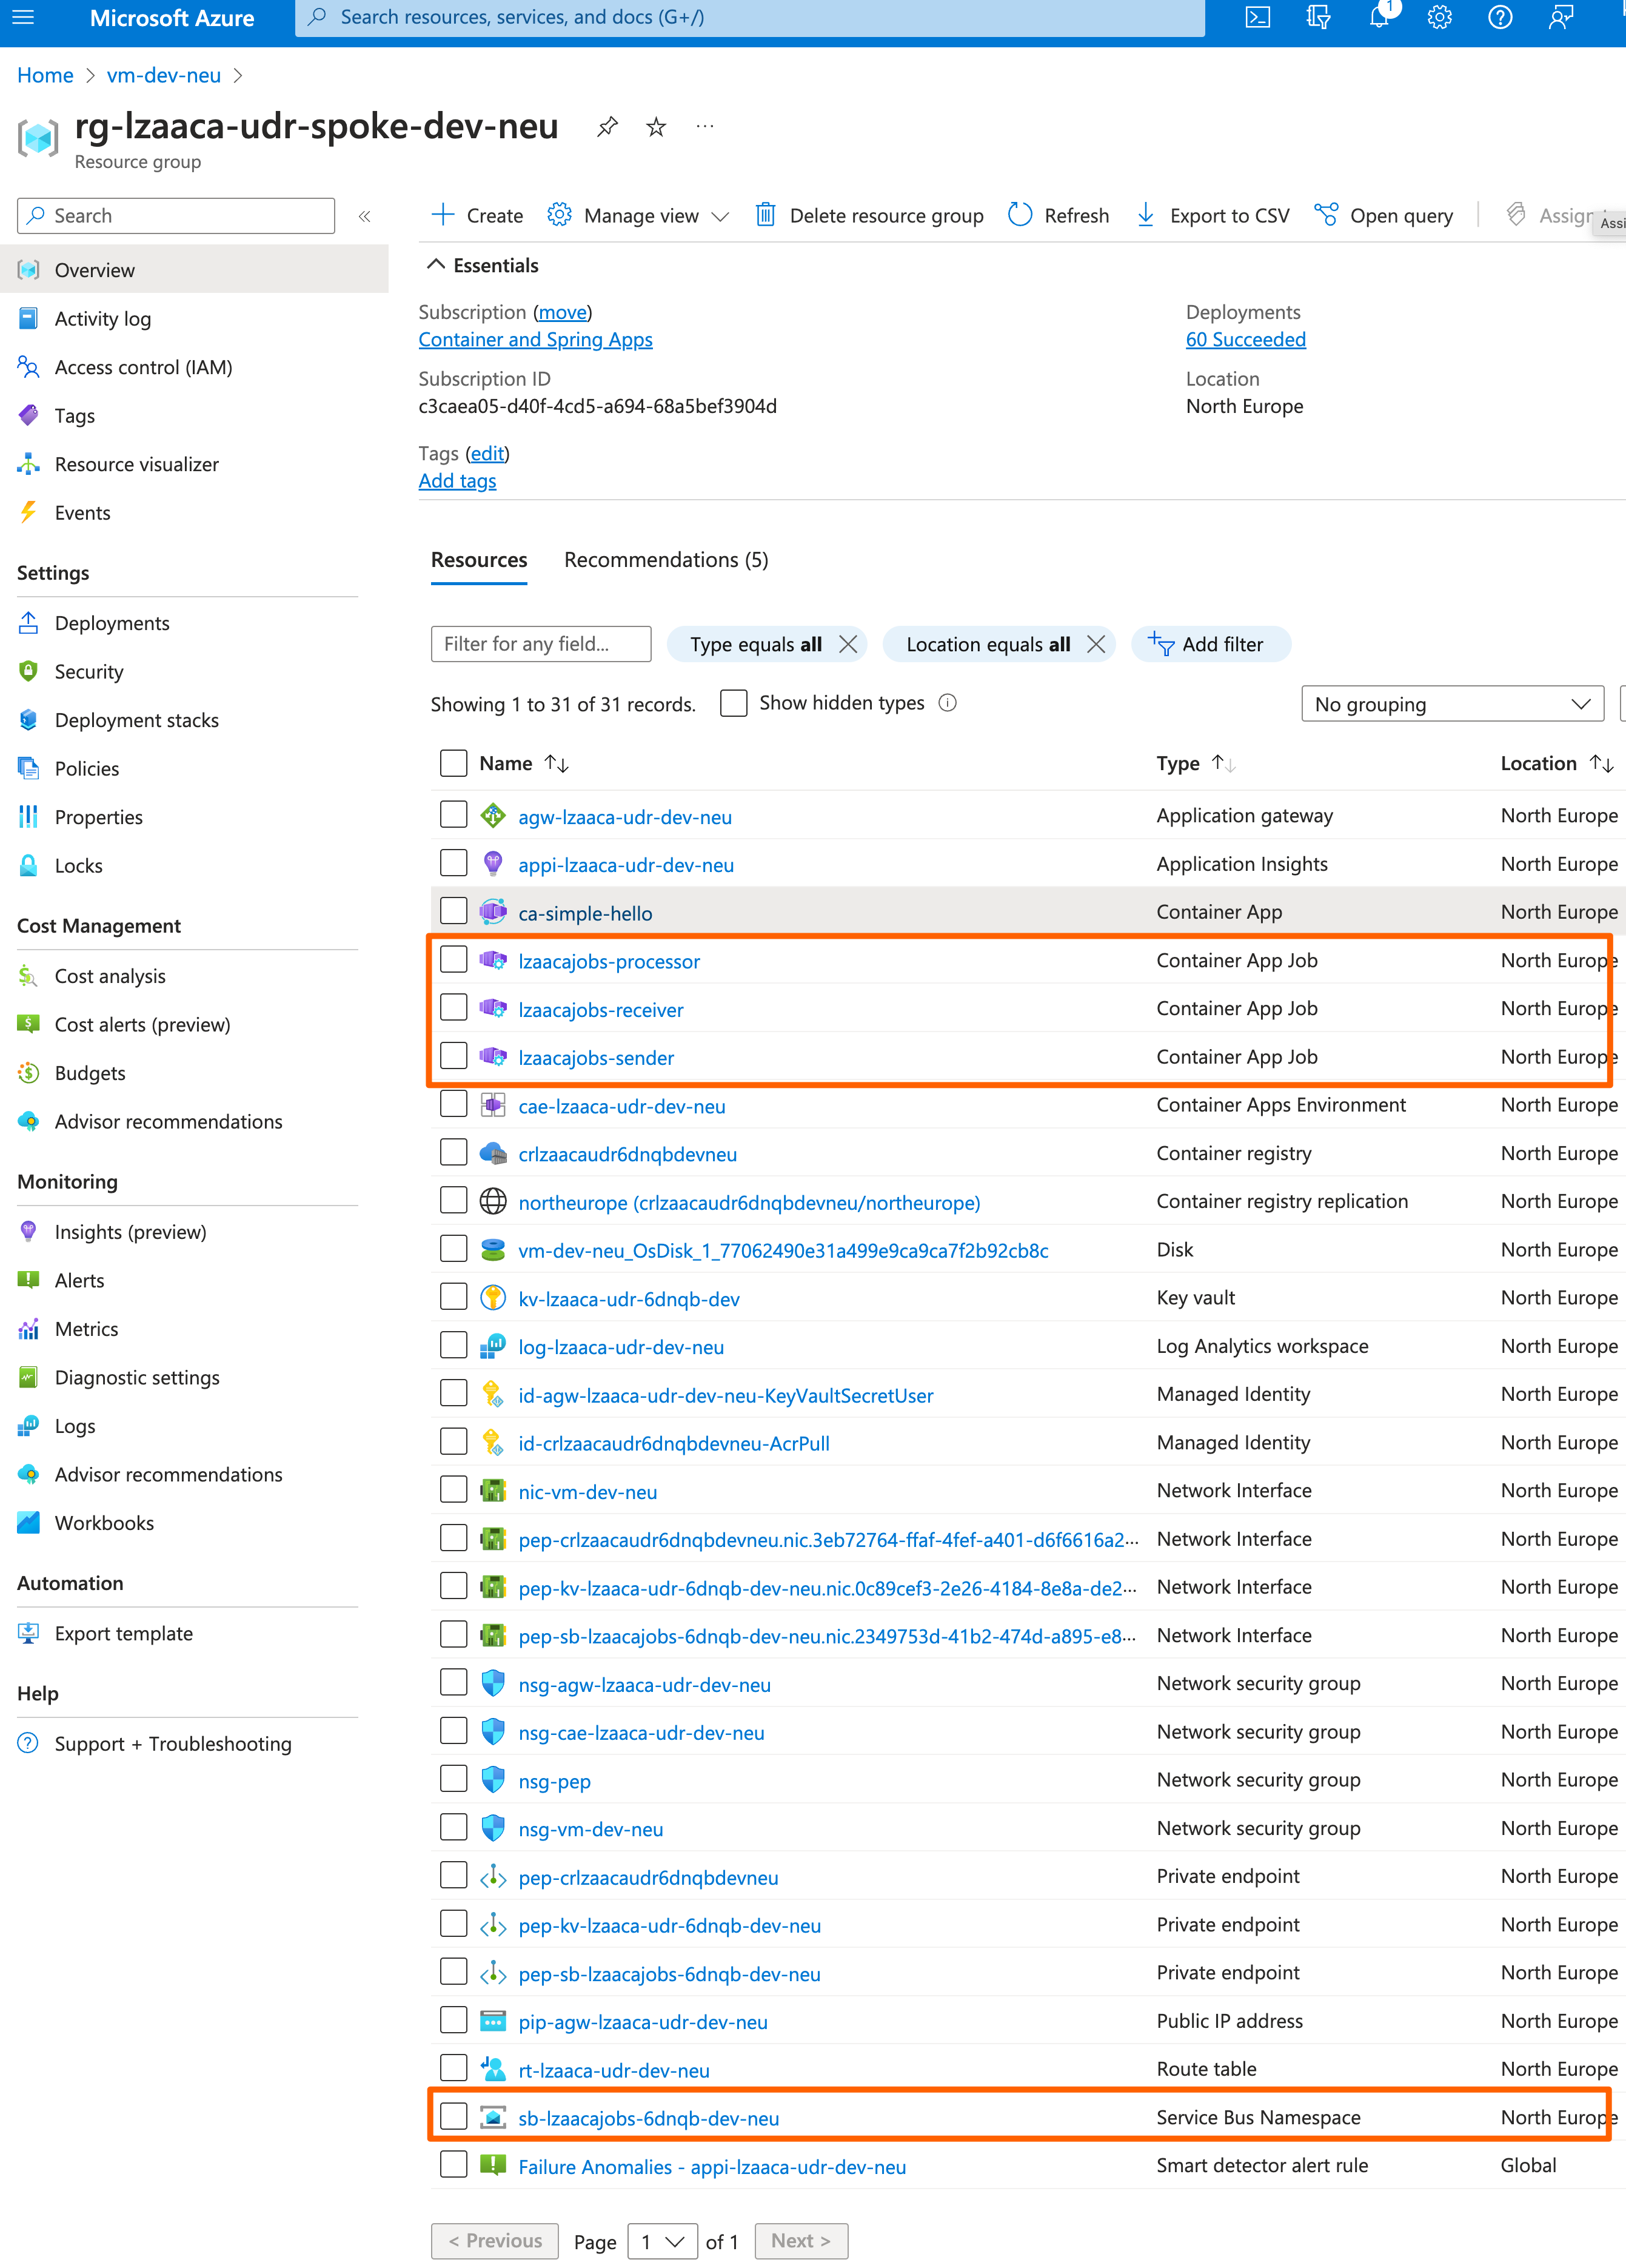 Microsoft Azure
Search resources, services, and docs (G+/)
1
Home > vm-dev-neu >
rg-lzaaca-udr-spoke-dev-neu
Resource group
Search
Create
Manage view
Delete resource group
Refresh
Export to CSV
Open query
Assign
Assi
Overview
Activity log
Access control (IAM)
Tags
Resource visualizer
Events
Settings
Deployments
Security
Deployment stacks
Policies
Properties
Locks
Cost Management
Cost analysis
Cost alerts (preview)
Budgets
Advisor recommendations
Monitoring
Insights (preview)
Alerts
Metrics
Diagnostic settings
Logs
Advisor recommendations
Workbooks
Automation
Export template
Help
Support + Troubleshooting
Essentials
Subscription (move)
Container and Spring Apps
Subscription ID
c3caea05-d40f-4cd5-a694-68a5bef3904d
Tags (edit)
Add tags
Deployments
60 Succeeded
Location
North Europe
Resources Recommendations (5)
Filter for any field...
Type equals all
Location equals all
Add filter
Showing 1 to 31 of 31 records.
Show hidden types
No grouping
Name Type Location
agw-lzaaca-udr-dev-neu Application gateway North Europe
appi-lzaaca-udr-dev-neu Application Insights North Europe
ca-simple-hello Container App North Europe
lzaacajobs-processor Container App Job North Europe
lzaacajobs-receiver Container App Job North Europe
lzaacajobs-sender Container App Job North Europe
cae-lzaaca-udr-dev-neu Container Apps Environment North Europe
crlzaacaudr6dnqbdevneu Container registry North Europe
northeurope (crlzaacaudr6dnqbdevneu/northeurope) Container registry replication North Europe
vm-dev-neu_OsDisk_1_77062490e31a499e9ca9ca7f2b92cb8c Disk North Europe
kv-lzaaca-udr-6dnqb-dev Key vault North Europe
log-lzaaca-udr-dev-neu Log Analytics workspace North Europe
id-agw-lzaaca-udr-dev-neu-KeyVaultSecretUser Managed Identity North Europe
id-crlzaacaudr6dnqbdevneu-AcrPull Managed Identity North Europe
nic-vm-dev-neu Network Interface North Europe
pep-crlzaacaudr6dnqbdevneu.nic.3eb72764-ffaf-4fef-a401-d6f6616a2... Network Interface North Europe
pep-kv-lzaaca-udr-6dnqb-dev-neu.nic.0c89cef3-2e26-4184-8e8a-de2... Network Interface North Europe
pep-sb-lzaacajobs-6dnqb-dev-neu.nic.2349753d-41b2-474d-a895-e8... Network Interface North Europe
nsg-agw-lzaaca-udr-dev-neu Network security group North Europe
nsg-cae-lzaaca-udr-dev-neu Network security group North Europe
nsg-pep Network security group North Europe
nsg-vm-dev-neu Network security group North Europe
pep-crlzaacaudr6dnqbdevneu Private endpoint North Europe
pep-kv-lzaaca-udr-6dnqb-dev-neu Private endpoint North Europe
pep-sb-lzaacajobs-6dnqb-dev-neu Private endpoint North Europe
pip-agw-lzaaca-udr-dev-neu Public IP address North Europe
rt-lzaaca-udr-dev-neu Route table North Europe
sb-lzaacajobs-6dnqb-dev-neu Service Bus Namespace North Europe
Failure Anomalies - appi-lzaaca-udr-dev-neu Smart detector alert rule Global
< Previous Page 1 of 1 Next >